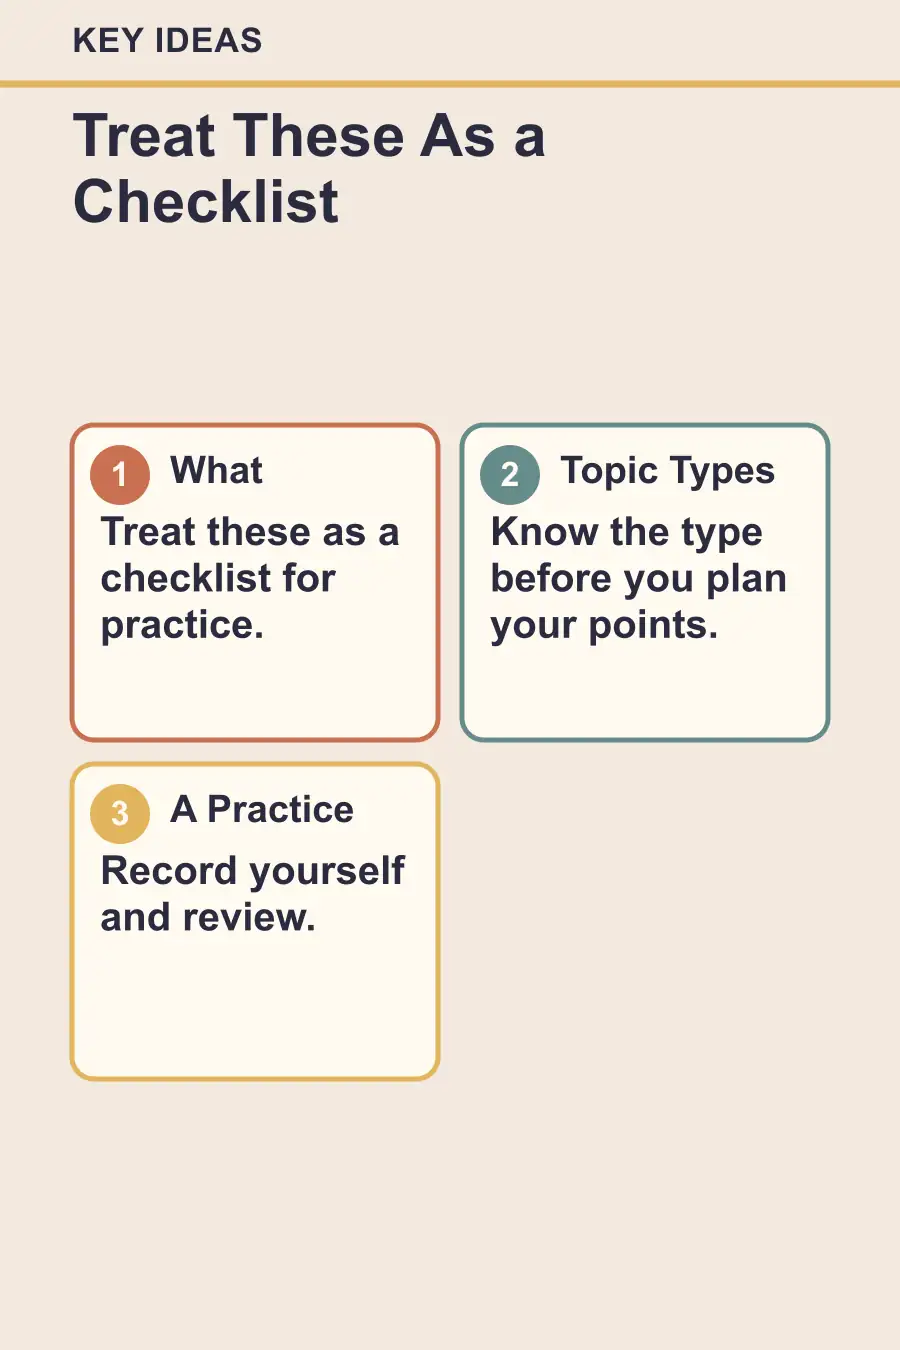 KEY IDEAS
Treat These As a
Checklist
1 What
Treat these as a
checklist for
practice.
2 Topic Types
Know the type
before you plan
your points.
3 A Practice
Record yourself
and review.